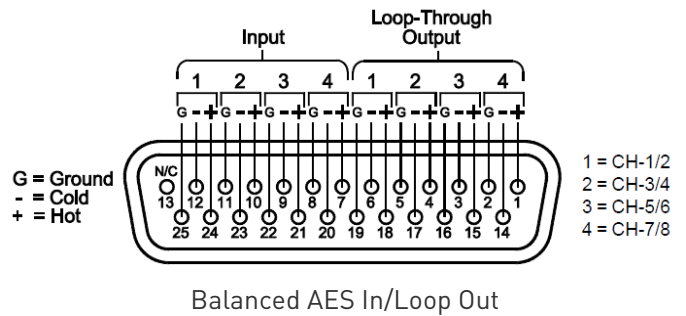 Loop-Through
Input Output
1 2 3 4 1 2 3 4
G - + G - + G - + G - + G - + G - + G - + G - +
N/C
G = Ground
- = Cold
+ = Hot
13 12 11 10 9 8 7 6 5 4 3 2 1
25 24 23 22 21 20 19 18 17 16 15 14
1 = CH-1/2
2 = CH-3/4
3 = CH-5/6
4 = CH-7/8
Balanced AES In/Loop Out